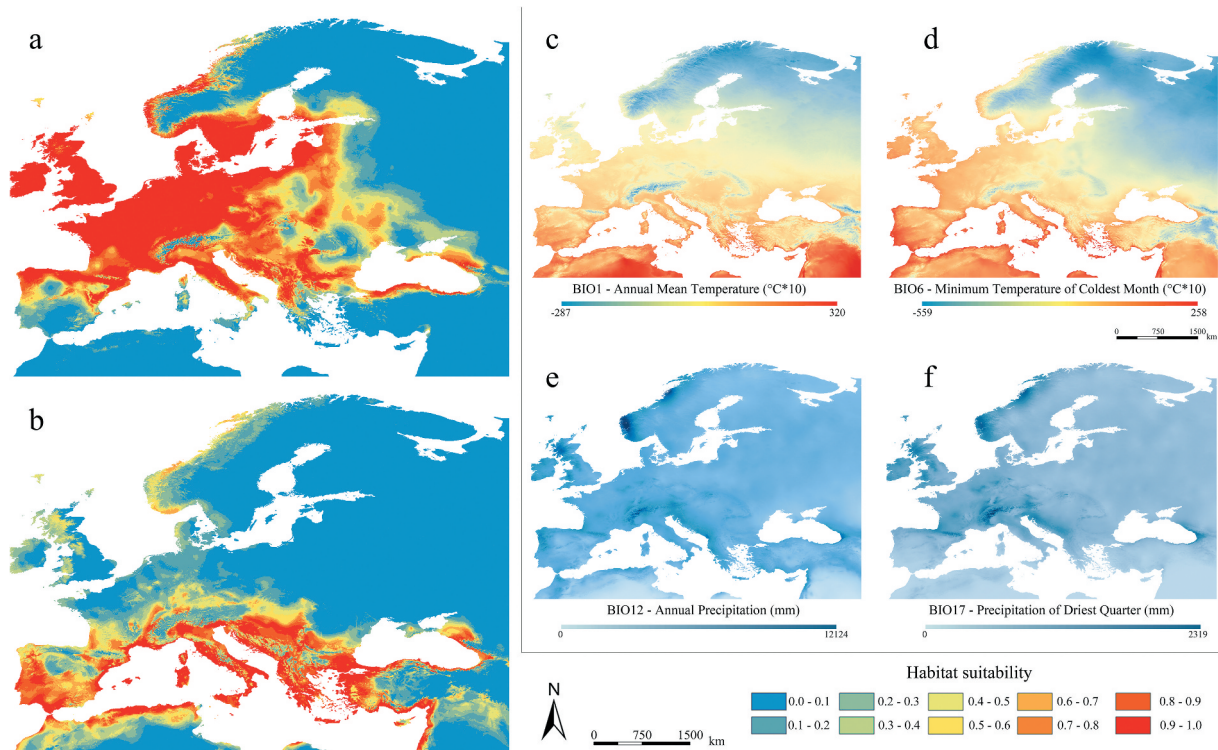 a
b
c
d
BIO1 - Annual Mean Temperature (°C*10)
-287 320
BIO6 - Minimum Temperature of Coldest Month (°C*10)
-559 258
0 750 1500
km
e
f
BIO12 - Annual Precipitation (mm)
0 12124
BIO17 - Precipitation of Driest Quarter (mm)
0 2319
N
0 750 1500
km
Habitat suitability
0.0 - 0.1 0.2 - 0.3 0.4 - 0.5 0.6 - 0.7 0.8 - 0.9
0.1 - 0.2 0.3 - 0.4 0.5 - 0.6 0.7 - 0.8 0.9 - 1.0